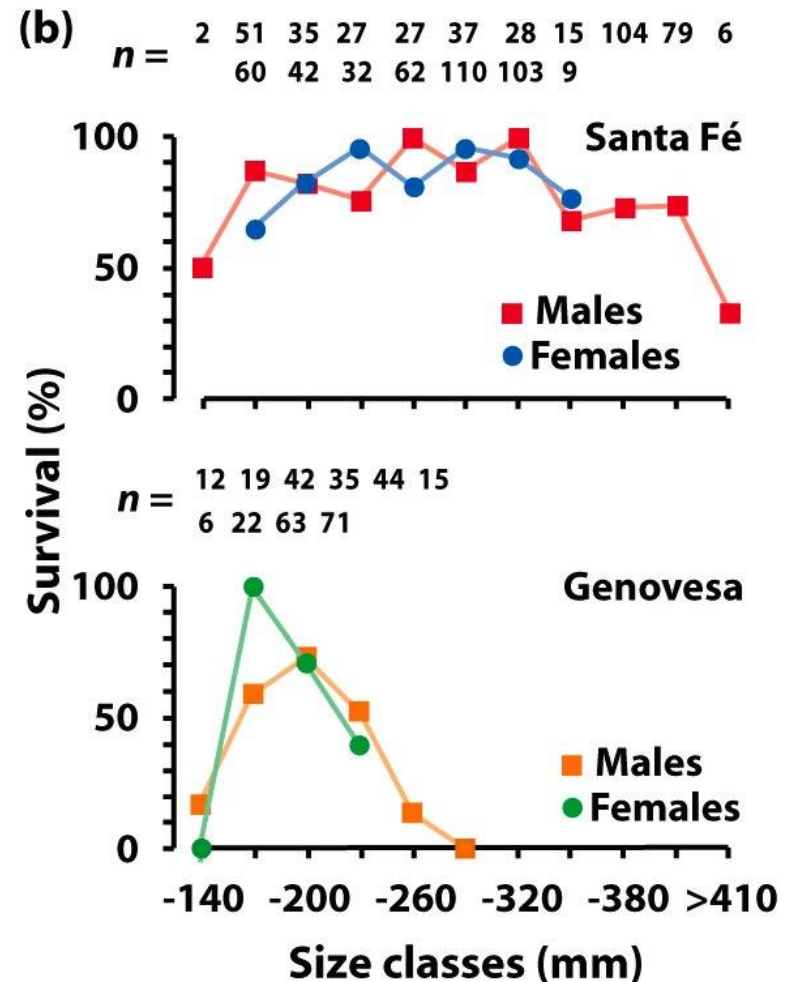 (b)
n = 2 51 35 27 27 37 28 15 104 79 6
60 42 32 62 110 103 9
Santa Fé
100
50
0
Males
Females
Survival (%)
n = 12 19 42 35 44 15
6 22 63 71
Genovesa
100
50
0
Males
Females
-140 -200 -260 -320 -380 >410
Size classes (mm)